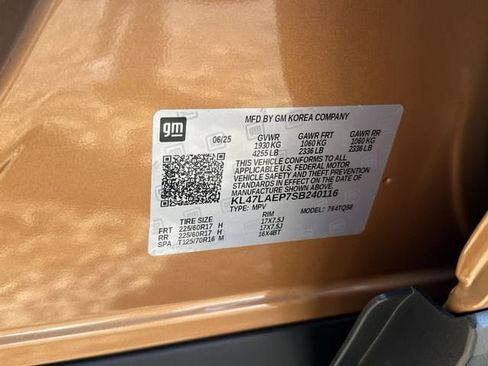 gm
MFD BY GM KOREA COMPANY
06/25 GVWR GAWR FRT GAWR RR
1930 KG 1060 KG 1060 KG
4255 LB 2336 LB 2336 LB
THIS VEHICLE CONFORMS TO ALL
APPLICABLE U.S. FEDERAL MOTOR
VEHICLE SAFETY AND THEFT PREVENTION
STANDARDS IN EFFECT ON THE DATE OF
MANUFACTURE SHOWN ABOVE.
KL47LAEP7SB240116
TYPE: MPV MODEL:
TIRE SIZE RIM
FRT 225/60R17 H 17X7.5J
RR 225/60R17 H 17X7.5J
SPA T125/70R16 M 16X4BT